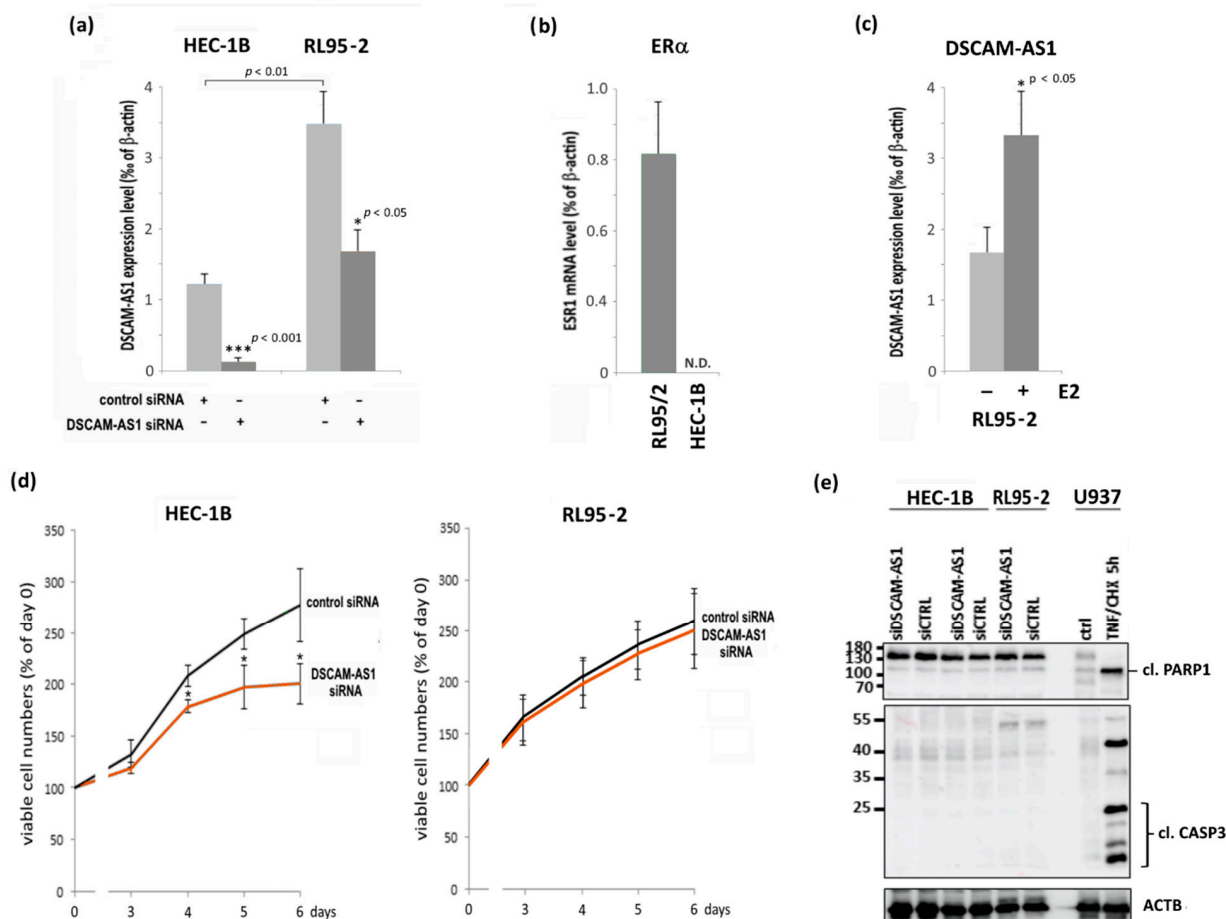 (a)
HEC-1B RL95-2
p < 0.01
DSCAM-AS1 expression level (‰ of β-actin)
4
3
2
1
0
*** p < 0.001
* p < 0.05
control siRNA + – + –
DSCAM-AS1 siRNA – + – +
(b)
ERα
ESR1 mRNA level (% of β-actin)
1.0
0.8
0.6
0.4
0.2
0
N.D.
RL95/2
HEC-1B
(c)
DSCAM-AS1
DSCAM-AS1 expression level (‰ of β-actin)
4
3
2
1
0
* p < 0.05
– + E2
RL95-2
(d)
HEC-1B
viable cell numbers (% of day 0)
350
300
250
200
150
100
50
0
control siRNA
DSCAM-AS1
siRNA
* * *
0 3 4 5 6 days
RL95-2
viable cell numbers (% of day 0)
350
300
250
200
150
100
50
0
control siRNA
DSCAM-AS1
siRNA
0 3 4 5 6 days
(e)
HEC-1B RL95-2 U937
siDSCAM-AS1
siCTRL
siDSCAM-AS1
siCTRL
siDSCAM-AS1
siCTRL
ctrl
TNF/CHX 5h
180
130
100
70
cl. PARP1
55
40
35
25
cl. CASP3
ACTB